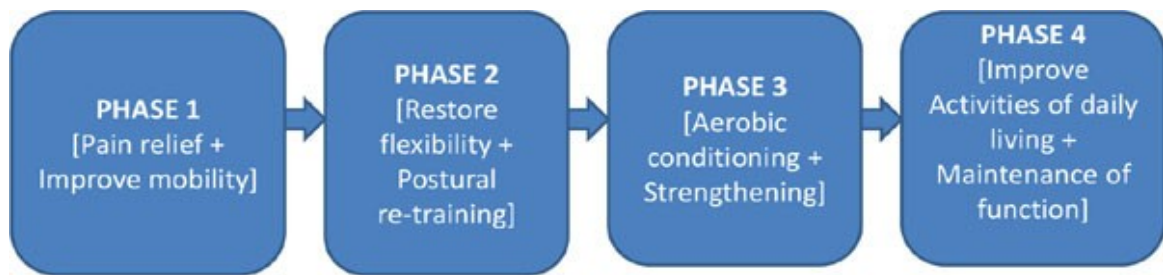 PHASE 1
[Pain relief +
Improve mobility]
PHASE 2
[Restore
flexibility +
Postural
re-training]
PHASE 3
[Aerobic
conditioning +
Strengthening]
PHASE 4
[Improve
Activities of daily
living +
Maintenance of
function]